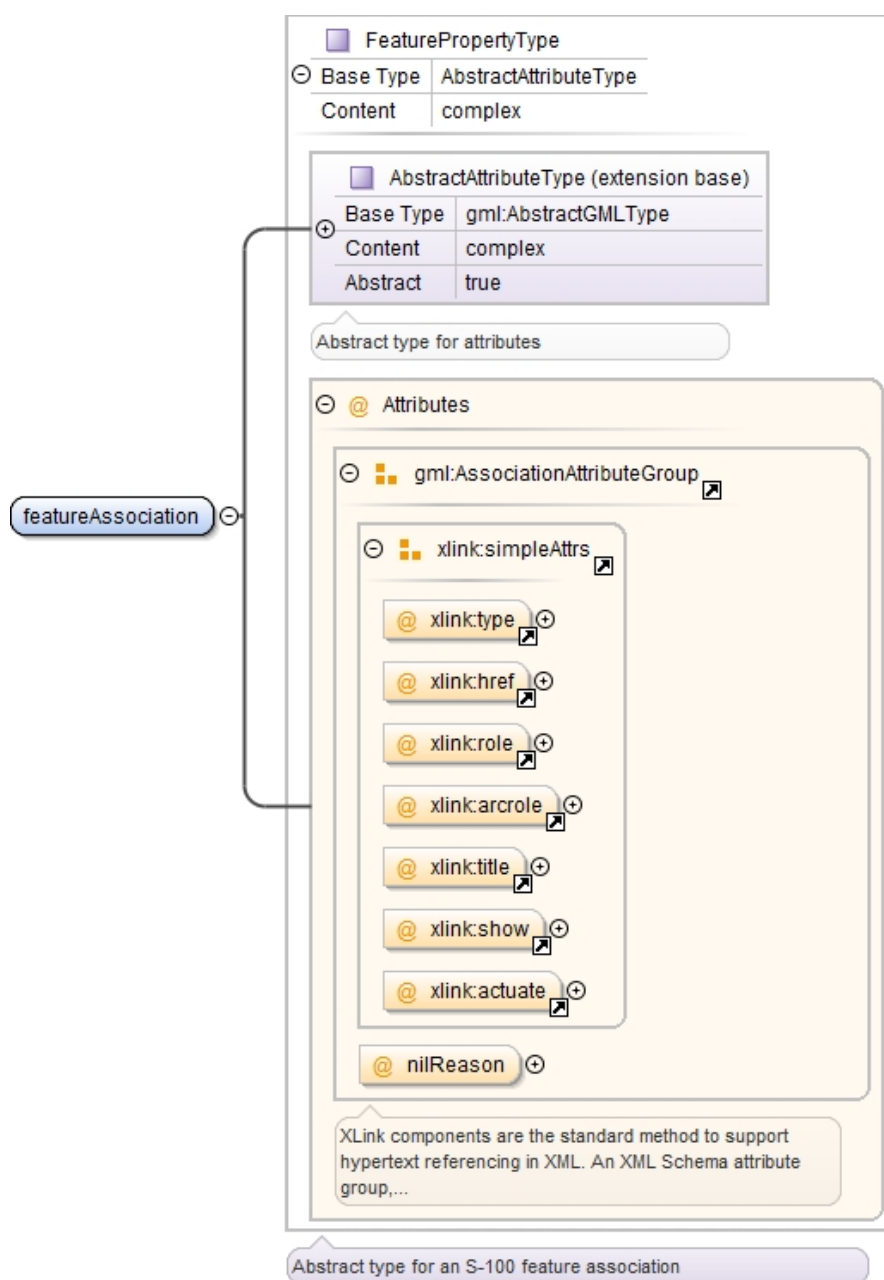 FeaturePropertyType
Base Type AbstractAttributeType
Content complex
AbstractAttributeType (extension base)
Base Type gml:AbstractGMLType
Content complex
Abstract true
Abstract type for attributes
@ Attributes
gml:AssociationAttributeGroup
featureAssociation
xlink:simpleAttrs
@ xlink:type
@ xlink:href
@ xlink:role
@ xlink:arcrole
@ xlink:title
@ xlink:show
@ xlink:actuate
@ nilReason
XLink components are the standard method to support
hypertext referencing in XML. An XML Schema attribute
group,...
Abstract type for an S-100 feature association